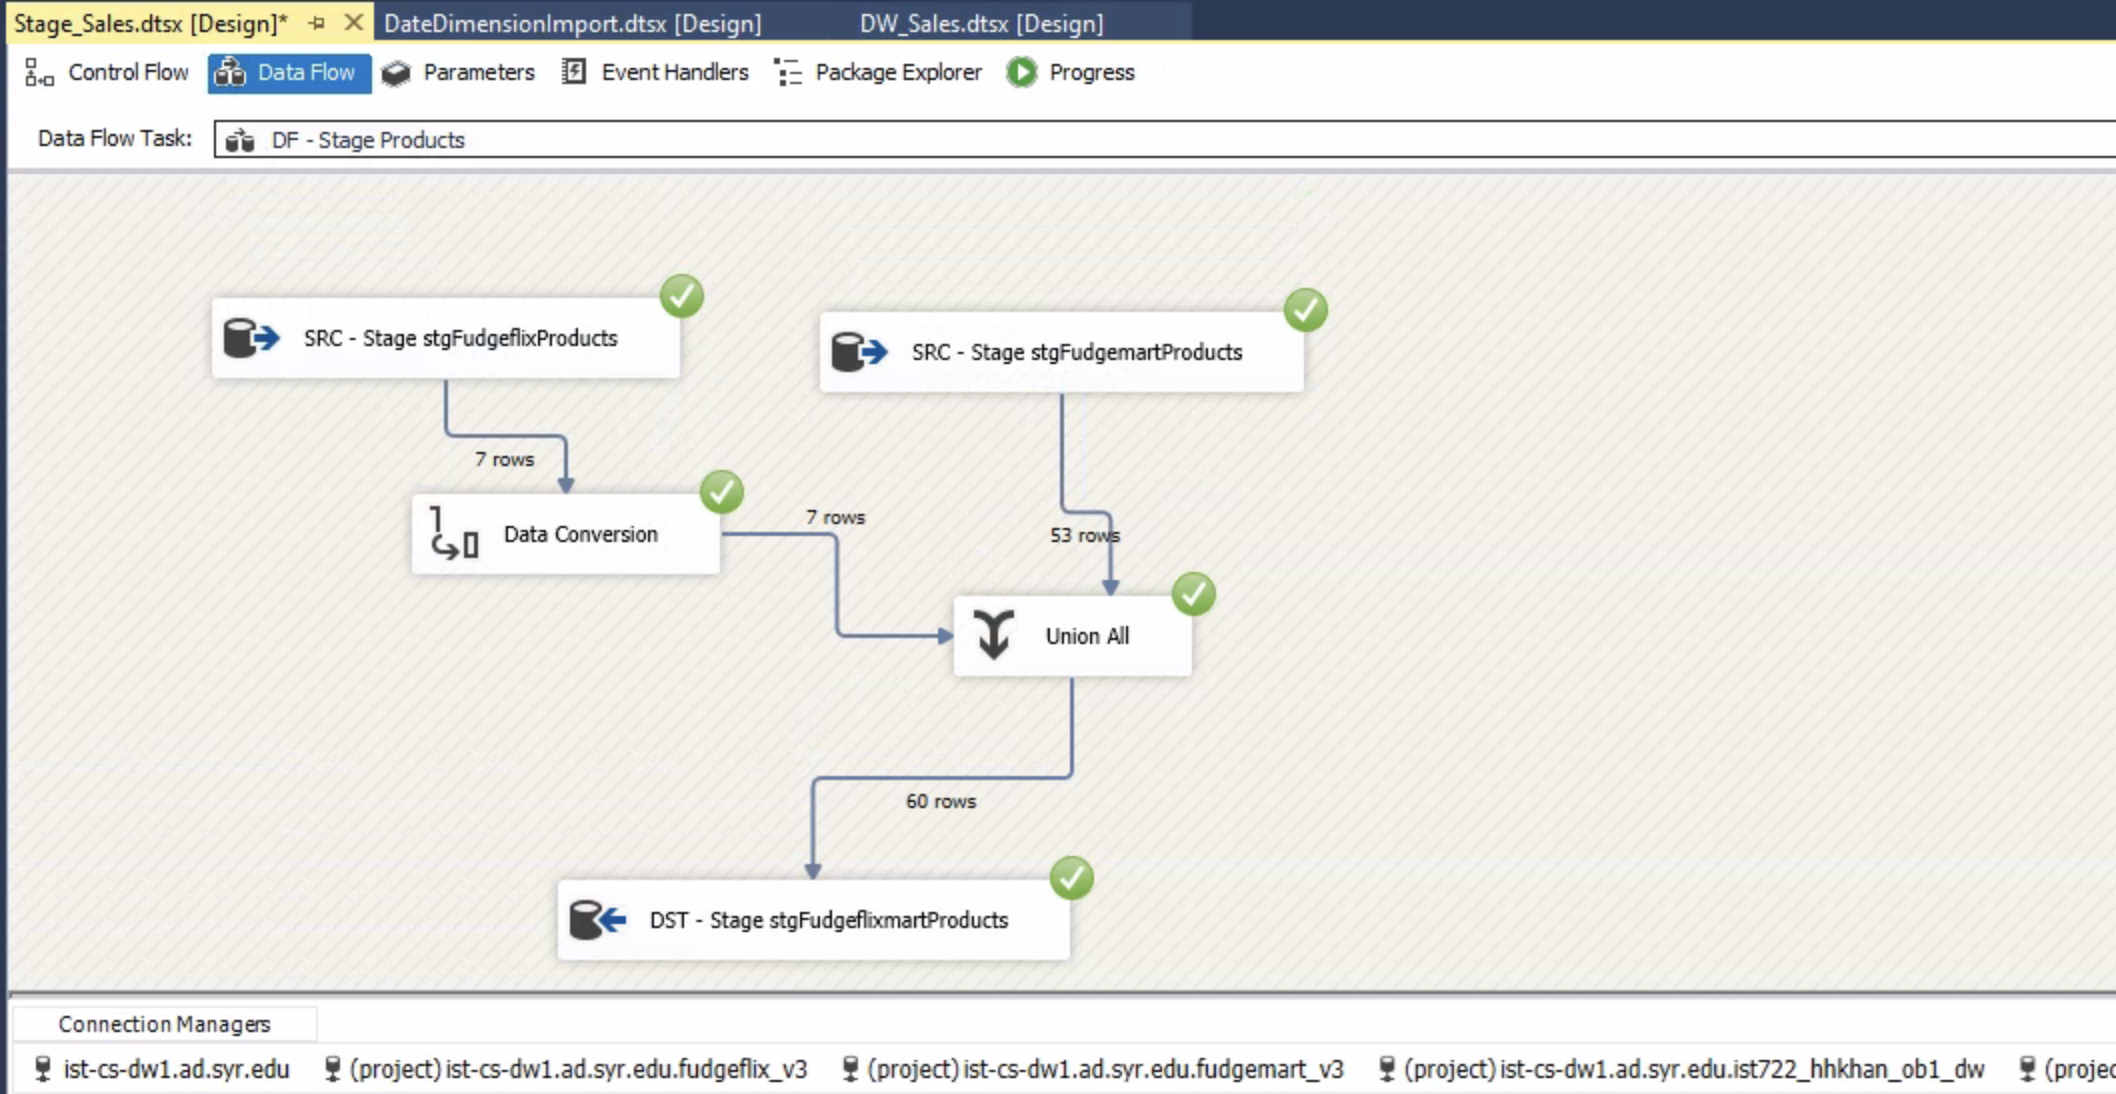 Stage_Sales.dtsx [Design]* DateDimensionImport.dtsx [Design] DW_Sales.dtsx [Design]
Control Flow Data Flow Parameters Event Handlers Package Explorer Progress
Data Flow Task: DF - Stage Products
SRC - Stage stgFudgeflixProducts
SRC - Stage stgFudgemartProducts
7 rows
7 rows
53 rows
Data Conversion
Union All
60 rows
DST - Stage stgFudgeflixmartProducts
Connection Managers
ist-cs-dw1.ad.syr.edu (project) ist-cs-dw1.ad.syr.edu.fudgeflix_v3 (project) ist-cs-dw1.ad.syr.edu.fudgemart_v3 (project) ist-cs-dw1.ad.syr.edu.ist722_hhkhan_ob1_dw (projec